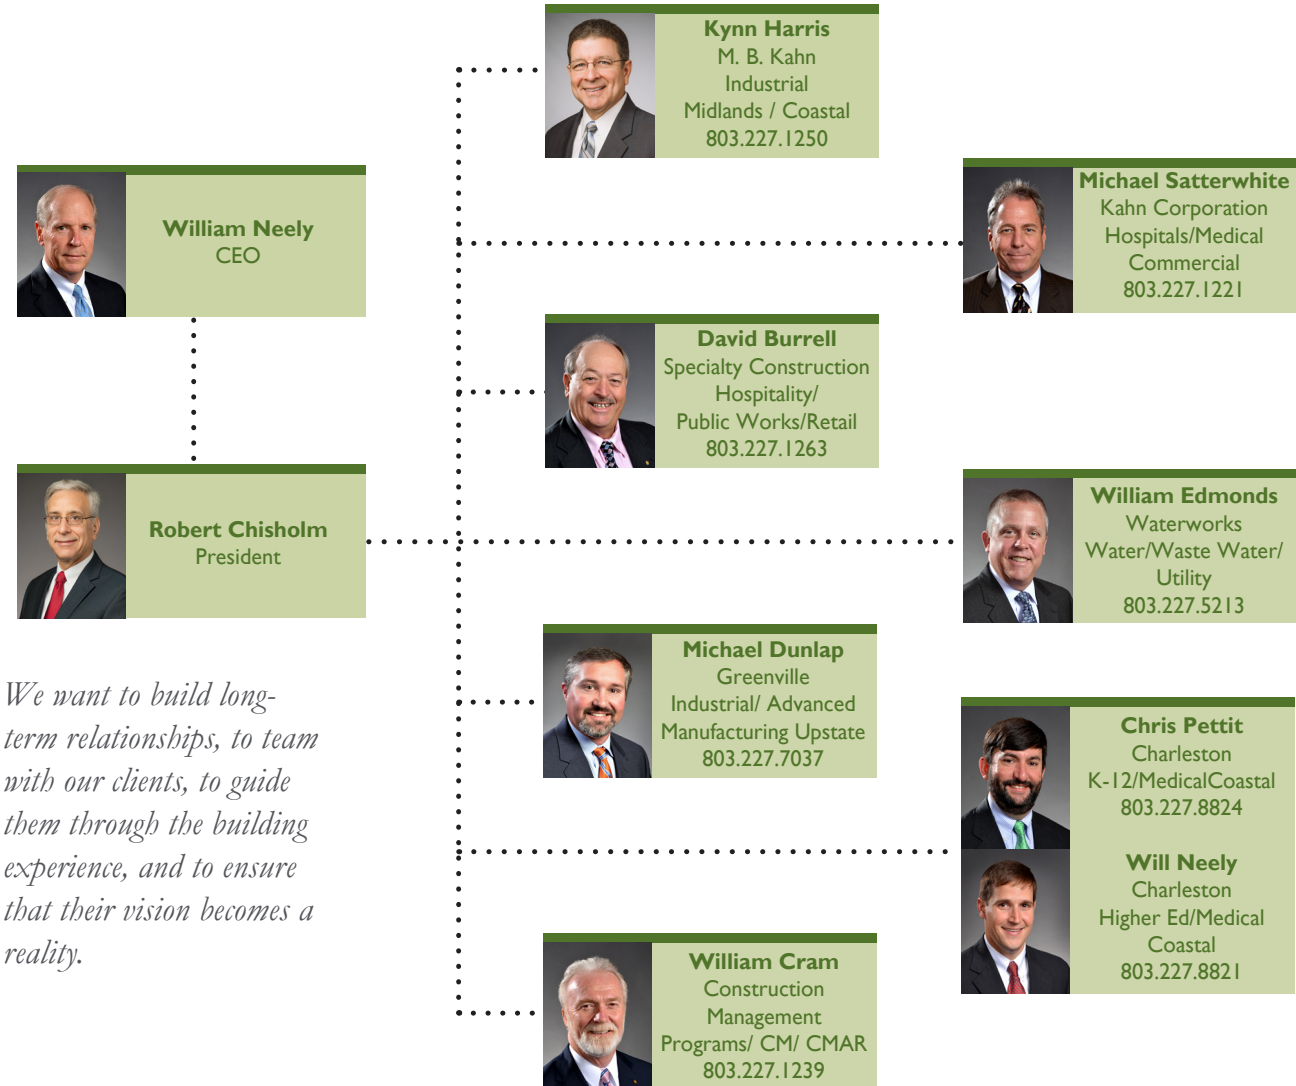 Kynn Harris
M. B. Kahn
Industrial
Midlands / Coastal
803.227.1250
Michael Satterwhite
Kahn Corporation
Hospitals/Medical
Commercial
803.227.1221
William Neely
CEO
David Burrell
Specialty Construction
Hospitality/
Public Works/Retail
803.227.1263
Robert Chisholm
President
William Edmonds
Waterworks
Water/Waste Water/
Utility
803.227.5213
Michael Dunlap
Greenville
Industrial/ Advanced
Manufacturing Upstate
803.227.7037
We want to build long-
term relationships, to team
with our clients, to guide
them through the building
experience, and to ensure
that their vision becomes a
reality.
Chris Pettit
Charleston
K-12/MedicalCoastal
803.227.8824
Will Neely
Charleston
Higher Ed/Medical
Coastal
803.227.8821
William Cram
Construction
Management
Programs/ CM/ CMAR
803.227.1239